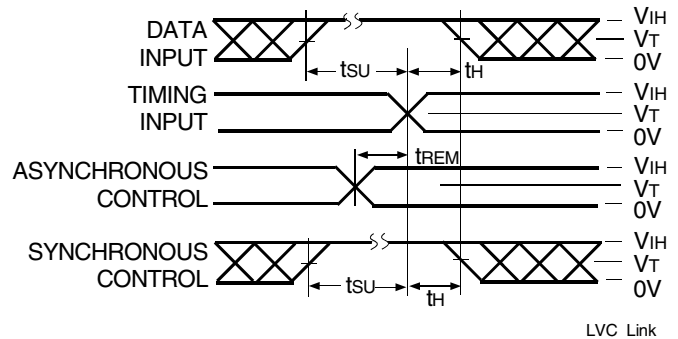 DATA INPUT
VIH
VT
0V
tSU
tH
TIMING INPUT
VIH
VT
0V
tREM
ASYNCHRONOUS CONTROL
VIH
VT
0V
SYNCHRONOUS CONTROL
VIH
VT
0V
tSU
tH
LVC Link